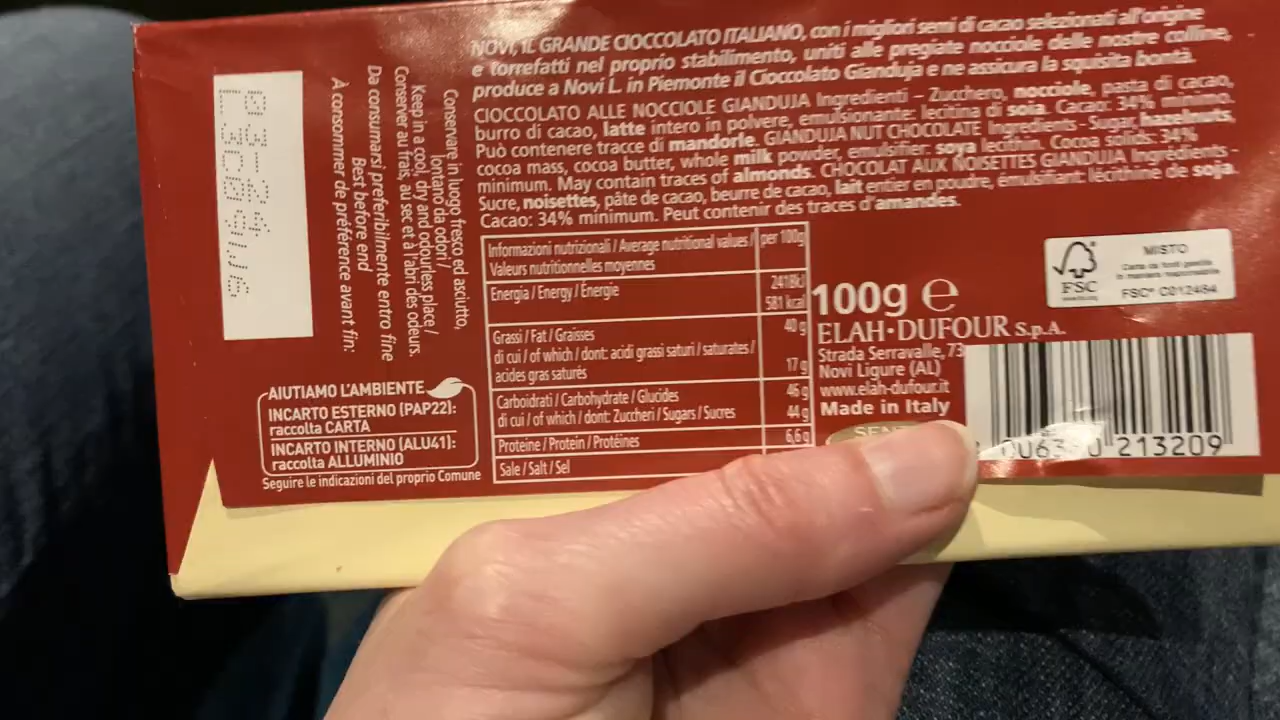 NOVI, IL GRANDE CIOCCOLATO ITALIANO, con i migliori semi di cacao selezionati all'origine
e torrefatti nel proprio stabilimento, uniti alle pregiate nocciole delle nostre colline,
produce a Novi L. in Piemonte il Cioccolato Gianduja e ne assicura la squisita bontà.
CIOCCOLATO ALLE NOCCIOLE GIANDUJA Ingredienti - Zucchero, nocciole, pasta di cacao,
burro di cacao, latte intero in polvere, emulsionante: lecitina di soia. Cacao: 34% minimo.
Può contenere tracce di mandorle. GIANDUJA NUT CHOCOLATE Ingredients - Sugar, hazelnuts,
cocoa mass, cocoa butter, whole milk powder, emulsifier: soya lecithin. Cocoa solids: 34%
minimum. May contain traces of almonds. CHOCOLAT AUX NOISETTES GIANDUJA Ingrédients -
Sucre, noisettes, pâte de cacao, beurre de cacao, lait entier en poudre, émulsifiant: lécithine de soja.
Cacao: 34% minimum. Peut contenir des traces d'amandes.
Conservare in luogo fresco ed asciutto,
lontano da odori /
Keep in a cool, dry and odourless place /
Conserver au frais, au sec et à l'abri des odeurs.
Da consumarsi preferibilmente entro fine
Best before end
À consommer de préférence avant fin:
AIUTIAMO L'AMBIENTE
INCARTO ESTERNO (PAP22):
raccolta CARTA
INCARTO INTERNO (ALU41):
raccolta ALLUMINIO
Seguire le indicazioni del proprio Comune
Informazioni nutrizionali / Average nutritional values / per 100g
Valeurs nutritionnelles moyennes
Energia / Energy / Énergie 2418kJ
581 kcal
Grassi / Fat / Graisses 40 g
di cui / of which / dont: acidi grassi saturi / saturates /
acides gras saturés 17 g
Carboidrati / Carbohydrate / Glucides 46 g
di cui / of which / dont: Zuccheri / Sugars / Sucres 44 g
Proteine / Protein / Protéines 6,6 g
Sale / Salt / Sel
100g e
ELAH·DUFOUR S.p.A.
Strada Serravalle, 73
Novi Ligure (AL)
www.elah-dufour.it
Made in Italy
FSC
MISTO
FSC® C012464
213209